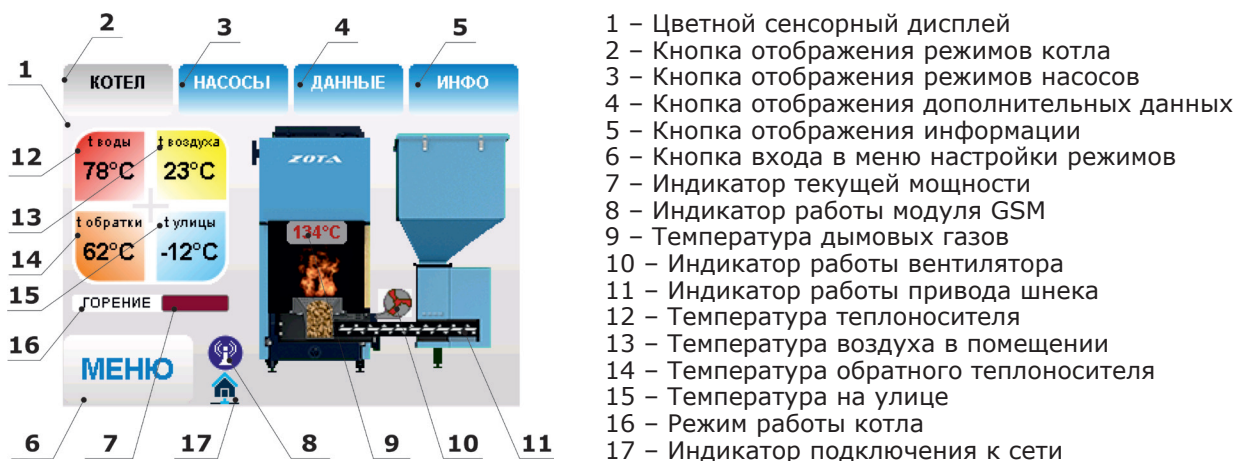 2
3
4
5
1
КОТЕЛ
НАСОСЫ
ДАННЫЕ
ИНФО
12
t воды
78°C
t воздуха
23°C
13
14
t обратки
62°C
t улицы
-12°C
15
16
ГОРЕНИЕ
МЕНЮ
ZOTA
134°C
6
7
17
8
9
10
11
1 – Цветной сенсорный дисплей
2 – Кнопка отображения режимов котла
3 – Кнопка отображения режимов насосов
4 – Кнопка отображения дополнительных данных
5 – Кнопка отображения информации
6 – Кнопка входа в меню настройки режимов
7 – Индикатор текущей мощности
8 – Индикатор работы модуля GSM
9 – Температура дымовых газов
10 – Индикатор работы вентилятора
11 – Индикатор работы привода шнека
12 – Температура теплоносителя
13 – Температура воздуха в помещении
14 – Температура обратного теплоносителя
15 – Температура на улице
16 – Режим работы котла
17 – Индикатор подключения к сети